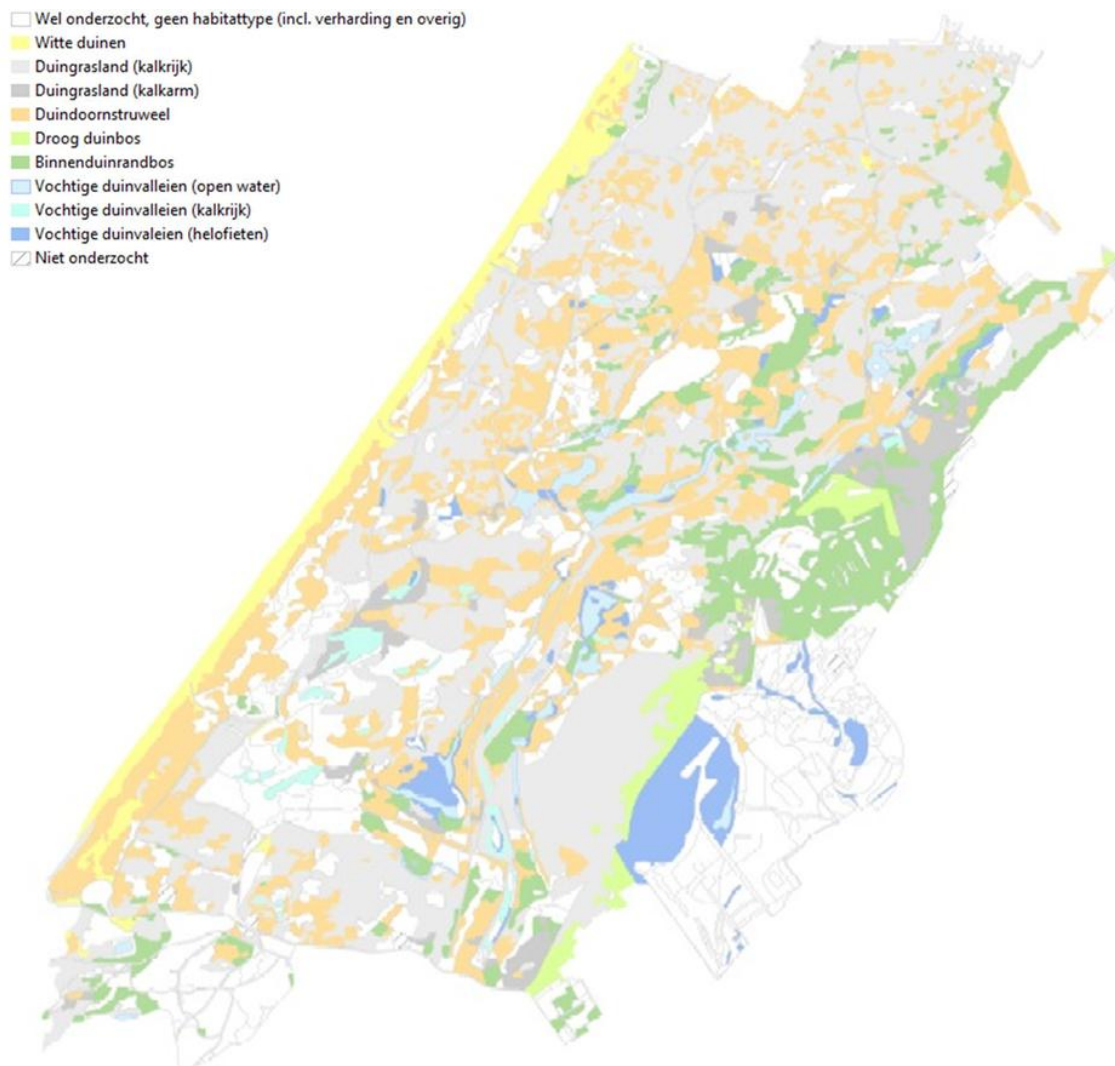 Wel onderzocht, geen habitattype (incl. verharding en overig)
Witte duinen
Duingrasland (kalkrijk)
Duingrasland (kalkarm)
Duindoornstruweel
Droog duinbos
Binnenduinrandbos
Vochtige duinvalleien (open water)
Vochtige duinvalleien (kalkrijk)
Vochtige duinvaleien (helofieten)
Niet onderzocht